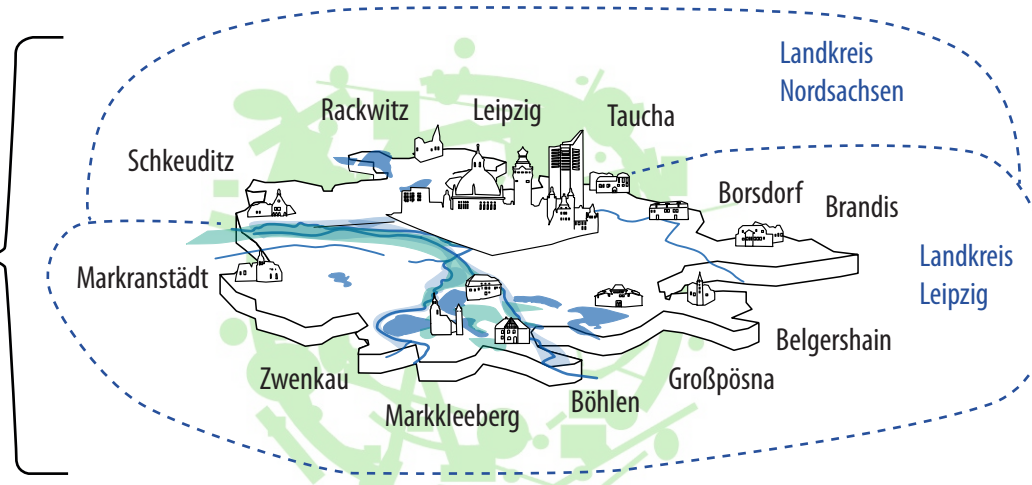 Landkreis
Nordsachsen
Rackwitz
Leipzig
Taucha
Schkeuditz
Borsdorf
Brandis
Markranstädt
Landkreis
Leipzig
Belgershain
Zwenkau
Großpösna
Böhlen
Markkleeberg